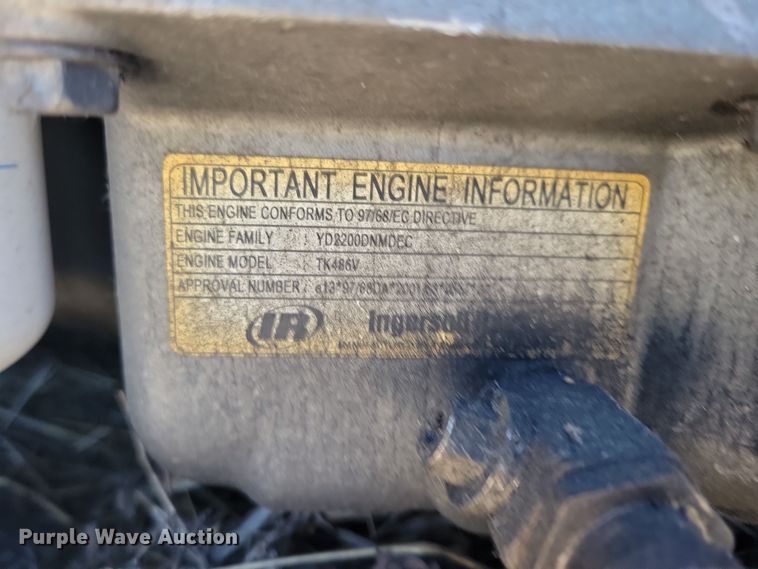 IMPORTANT ENGINE INFORMATION
THIS ENGINE CONFORMS TO 97/68/EC DIRECTIVE
ENGINE FAMILY YD2200DNMDEC
ENGINE MODEL TK486V
APPROVAL NUMBER
IR Ingersoll
Purple Wave Auction